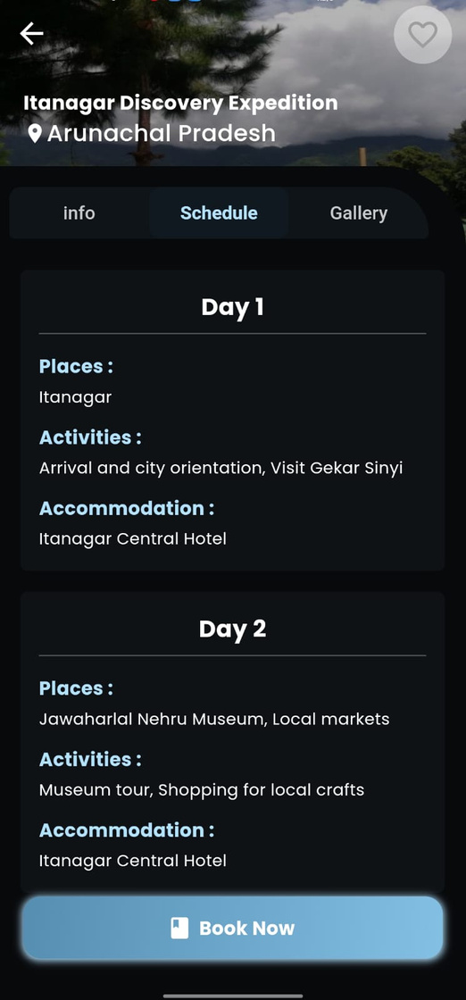 Itanagar Discovery Expedition
Arunachal Pradesh
info
Schedule
Gallery
Day 1
Places :
Itanagar
Activities :
Arrival and city orientation, Visit Gekar Sinyi
Accommodation :
Itanagar Central Hotel
Day 2
Places :
Jawaharlal Nehru Museum, Local markets
Activities :
Museum tour, Shopping for local crafts
Accommodation :
Itanagar Central Hotel
Book Now